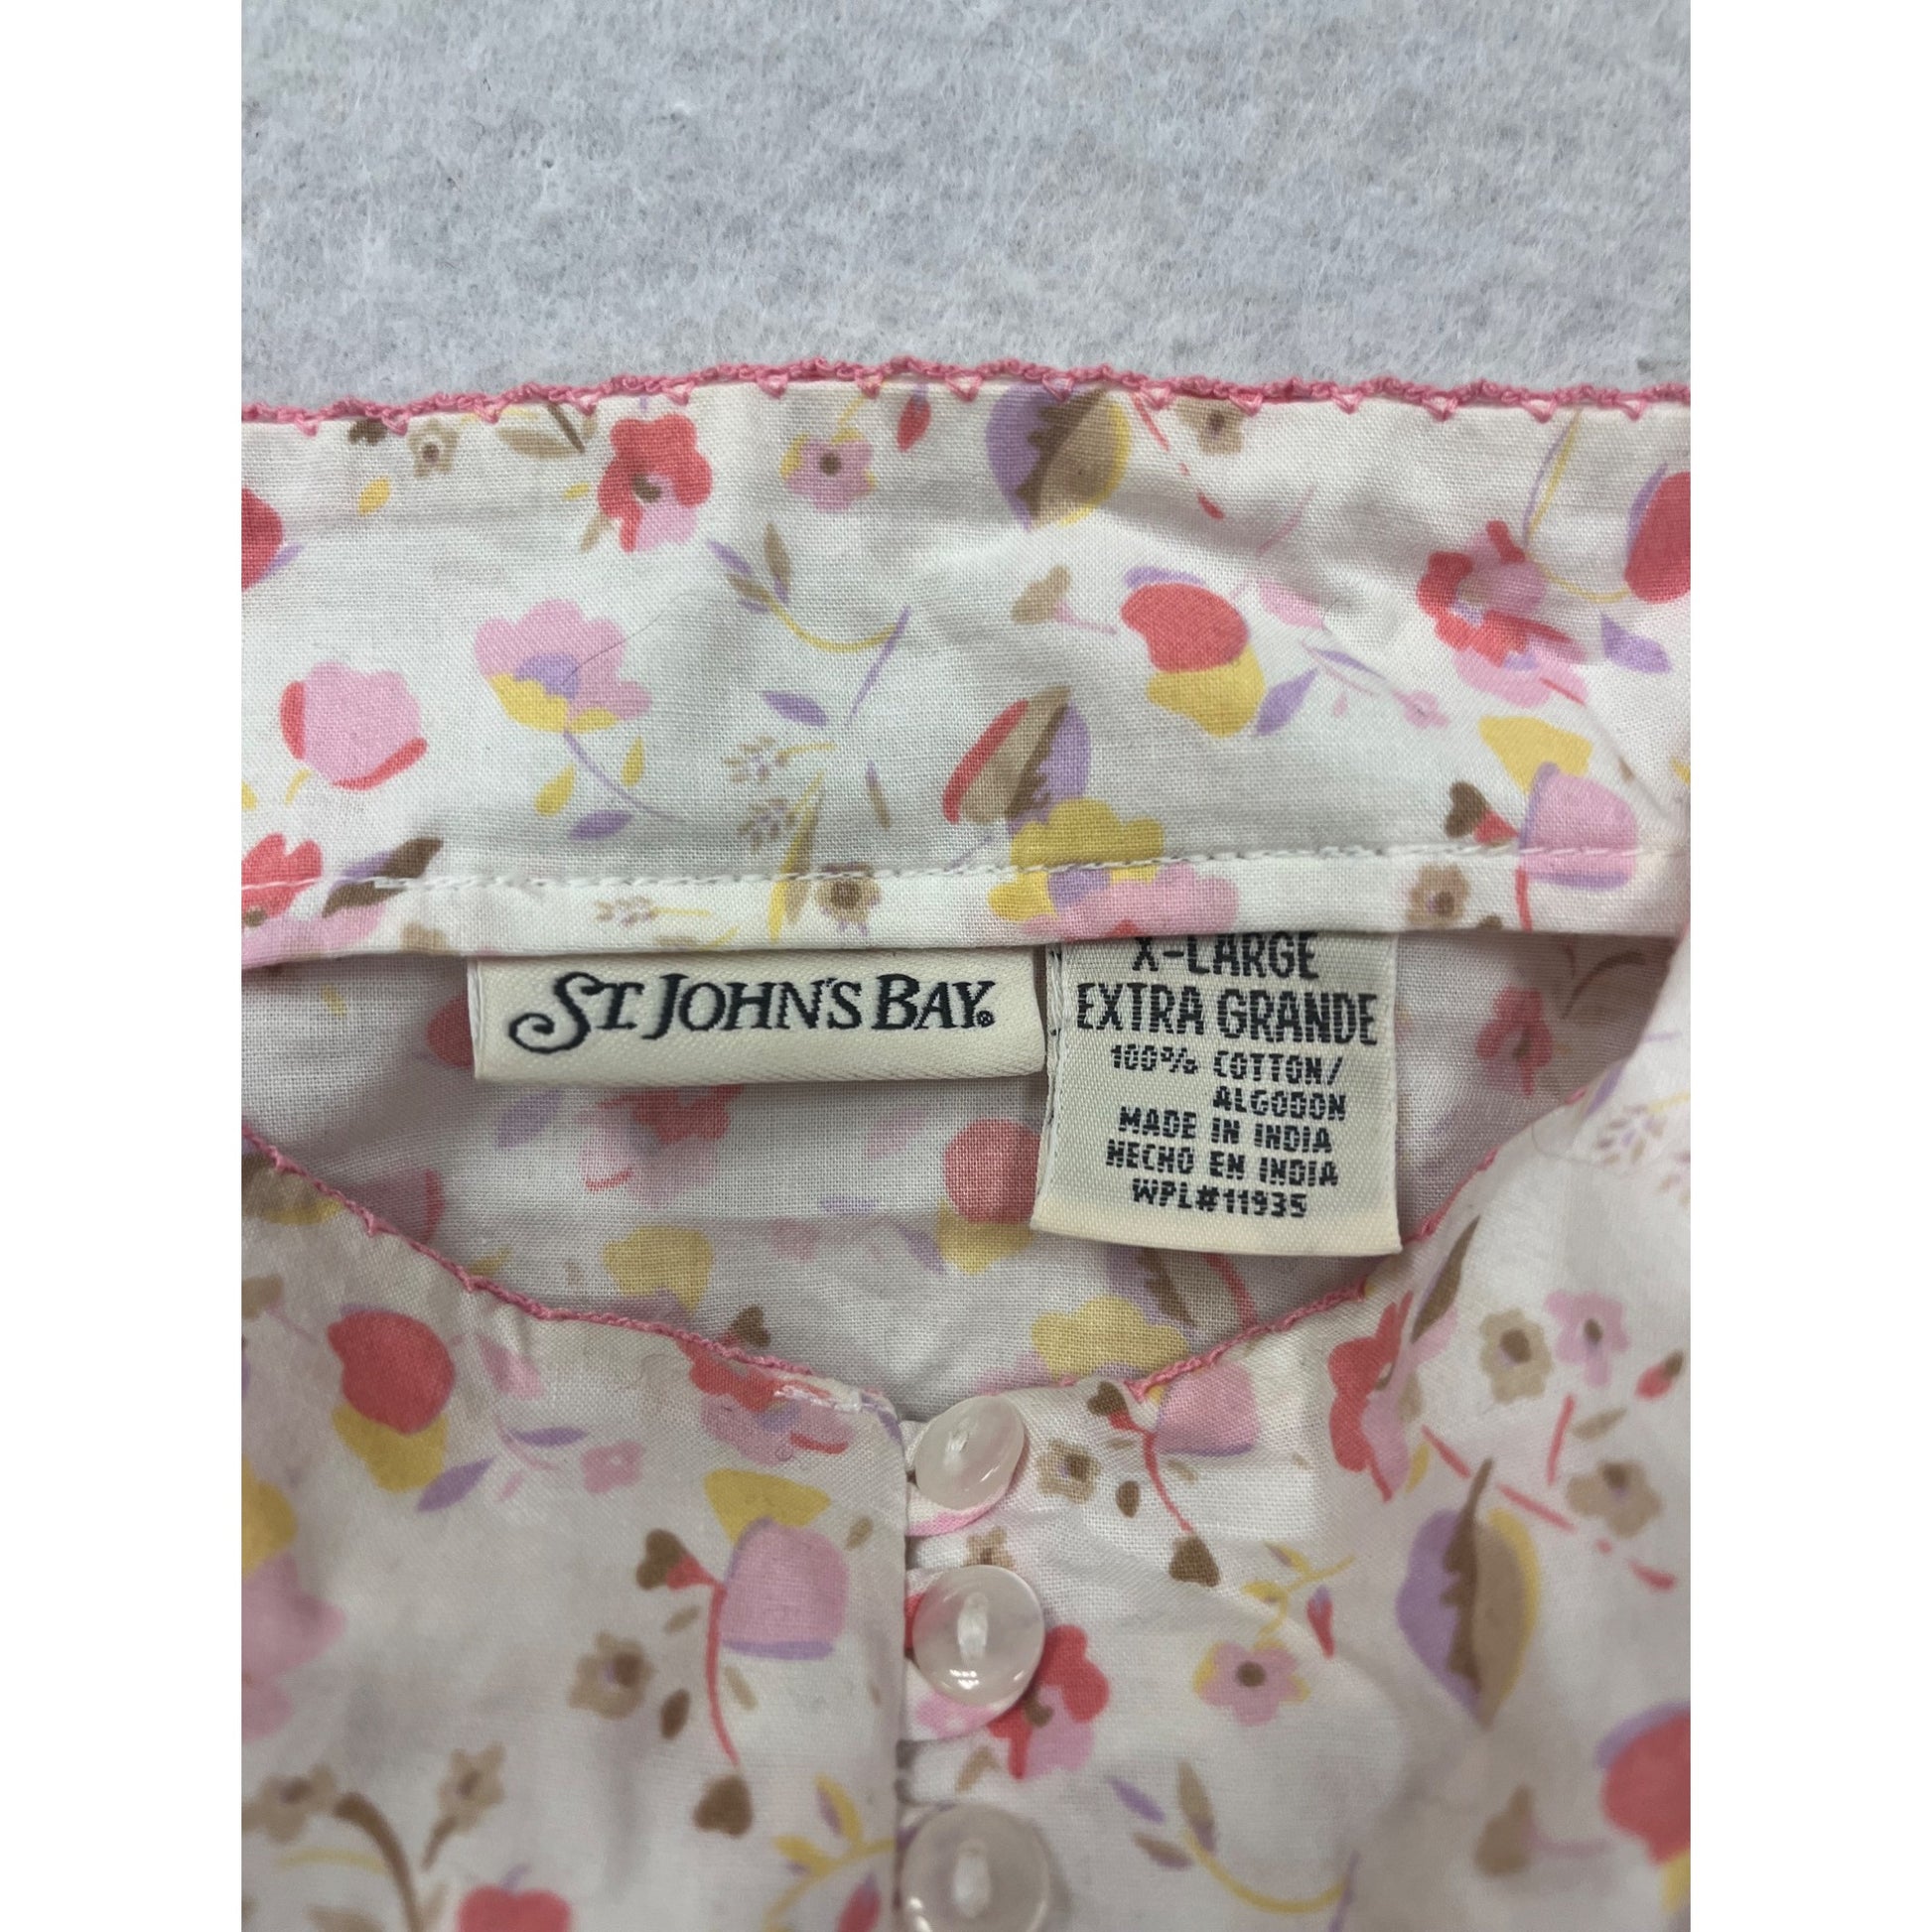 ST. JOHN'S BAY®
X-LARGE
EXTRA GRANDE
100% COTTON/
ALGODON
MADE IN INDIA
HECHO EN INDIA
WPL#11935